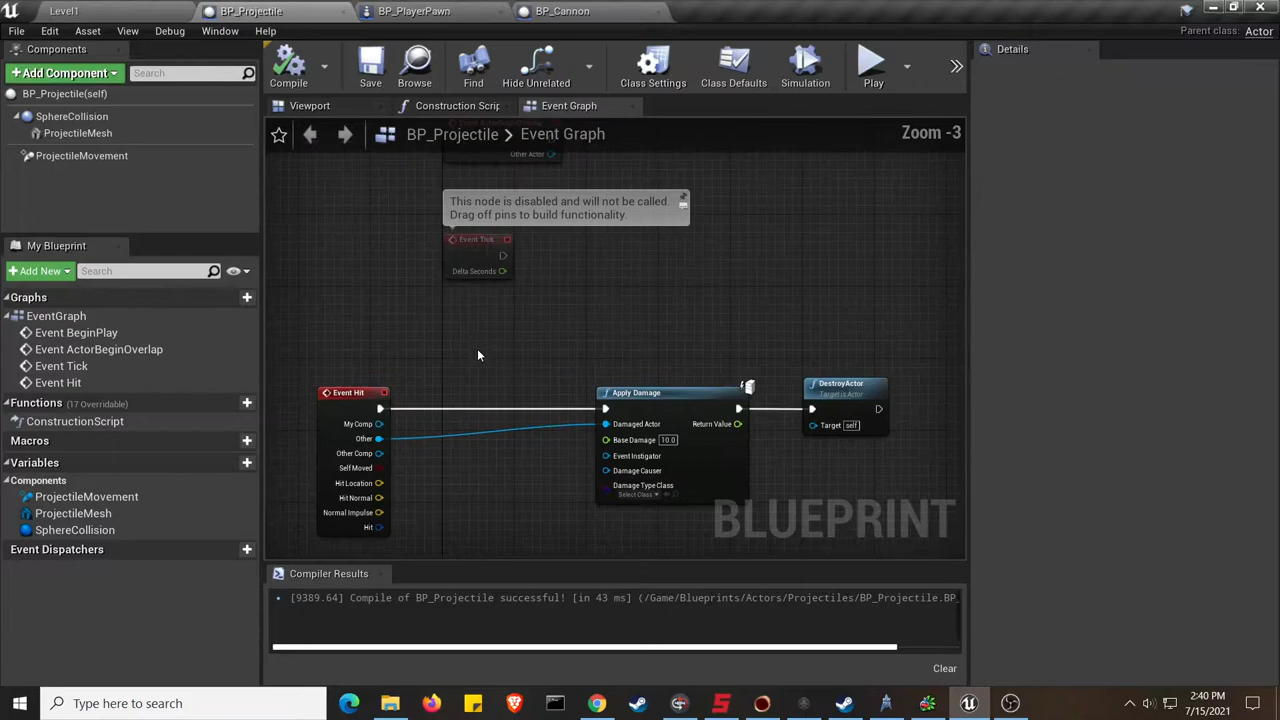 Level1
BP_Projectile
BP_PlayerPawn
BP_Cannon
File Edit Asset View Debug Window Help
Parent class: Actor
Components
Details
Add Component
Search
Compile
Save
Browse
Find
Hide Unrelated
Class Settings
Class Defaults
Simulation
Play
BP_Projectile(self)
SphereCollision
ProjectileMesh
ProjectileMovement
Viewport
Construction Scrip
Event Graph
BP_Projectile > Event Graph
Zoom -3
Event ActorBeginOverlap
Other Actor
This node is disabled and will not be called.
Drag off pins to build functionality.
Event Tick
Delta Seconds
My Blueprint
Add New
Search
Graphs
EventGraph
Event BeginPlay
Event ActorBeginOverlap
Event Tick
Event Hit
Functions (17 Overridable)
ConstructionScript
Macros
Variables
Components
ProjectileMovement
ProjectileMesh
SphereCollision
Event Dispatchers
Event Hit
My Comp
Other
Other Comp
Self Moved
Hit Location
Hit Normal
Normal Impulse
Hit
Apply Damage
Damaged Actor
Return Value
Base Damage 10.0
Event Instigator
Damage Causer
Damage Type Class
Select Class
DestroyActor
Target is Actor
Target self
BLUEPRINT
Compiler Results
[9389.64] Compile of BP_Projectile successful! [in 43 ms] (/Game/Blueprints/Actors/Projectiles/BP_Projectile.BP_
Clear
Type here to search
2:40 PM
7/15/2021